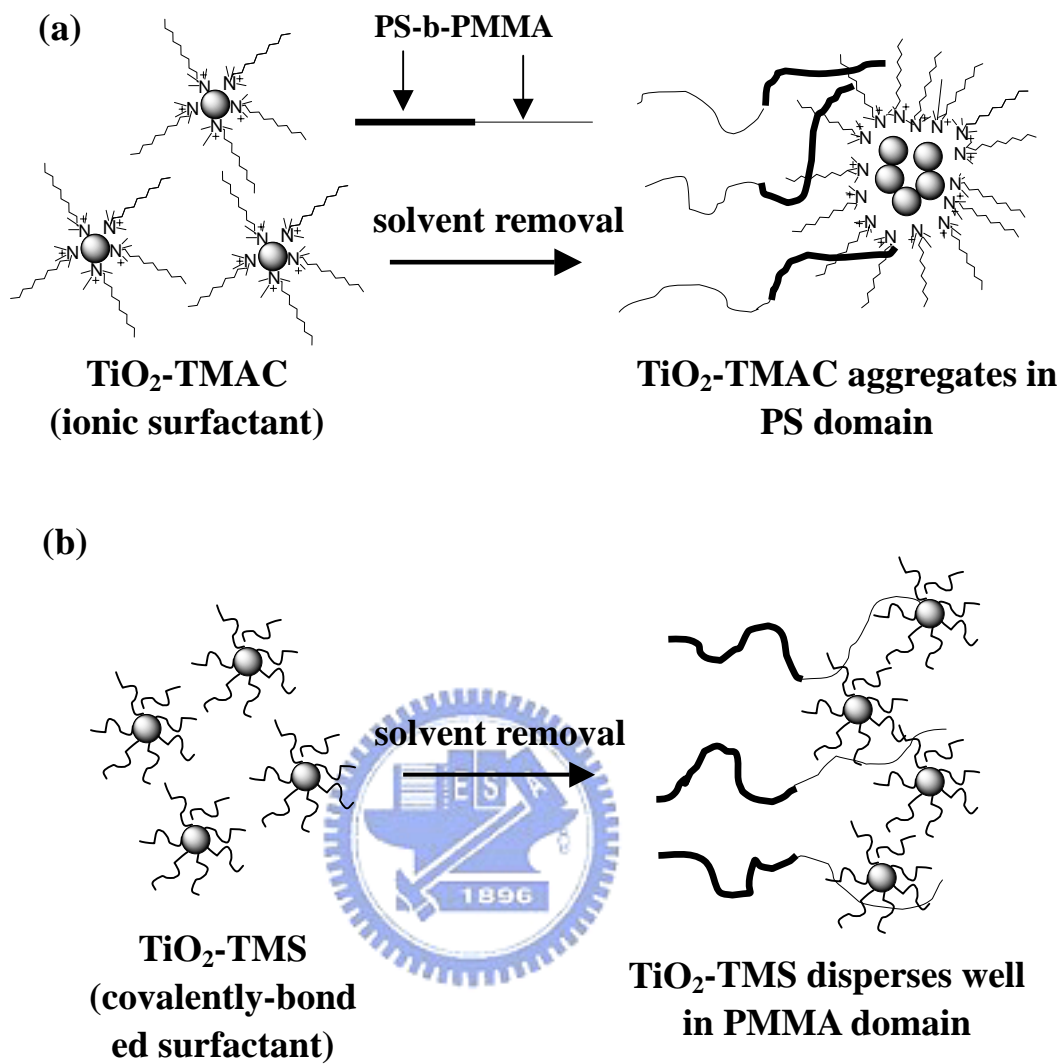 (a)
PS-b-PMMA
N
+
N
+
N
+
N
+
N
+
solvent removal
TiO₂-TMAC
(ionic surfactant)
TiO₂-TMAC aggregates in
PS domain
(b)
solvent removal
E S A
1896
TiO₂-TMS
(covalently-bond
ed surfactant)
TiO₂-TMS disperses well
in PMMA domain